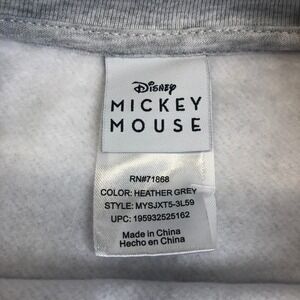 Disney
MICKEY
MOUSE
RN#71868
COLOR: HEATHER GREY
STYLE: MYSJXT5-3L59
UPC: 195932525162
Made in China
Hecho en China